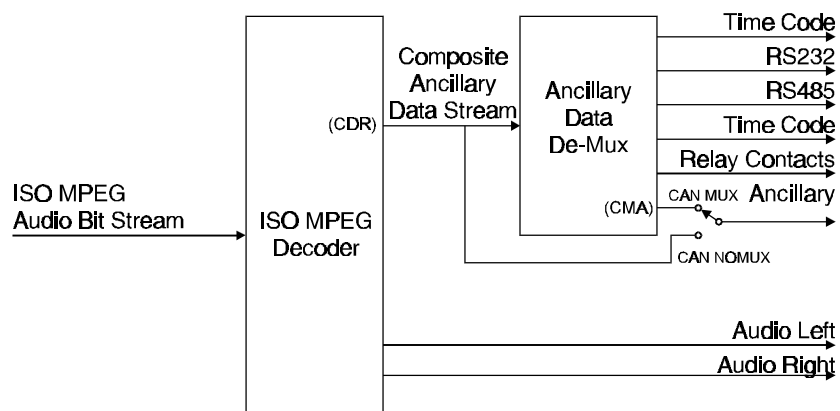 Time Code
RS232
RS485
Time Code
Relay Contacts
Ancillary
Composite
Ancillary
Data Stream
Ancillary
Data
De-Mux
(CDR)
(CMA)
CAN MUX
CAN NOMUX
ISO MPEG
Audio Bit Stream
ISO MPEG
Decoder
Audio Left
Audio Right